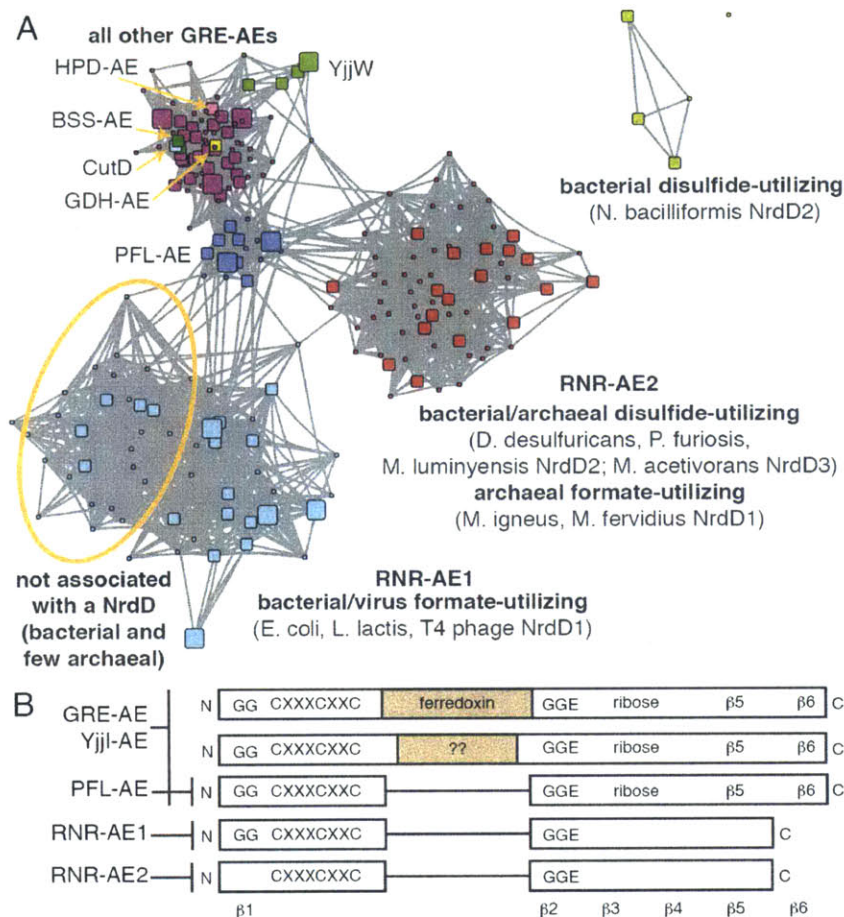 A
all other GRE-AEs
HPD-AE
YjjW
BSS-AE
CutD
GDH-AE
PFL-AE
bacterial disulfide-utilizing
(N. bacilliformis NrdD2)
RNR-AE2
bacterial/archaeal disulfide-utilizing
(D. desulfuricans, P. furiosis,
M. luminyensis NrdD2; M. acetivorans NrdD3)
archaeal formate-utilizing
(M. igneus, M. fervidius NrdD1)
not associated
with a NrdD
(bacterial and
few archaeal)
RNR-AE1
bacterial/virus formate-utilizing
(E. coli, L. lactis, T4 phage NrdD1)
B
GRE-AE
YjjI-AE
PFL-AE
RNR-AE1
RNR-AE2
N GG CXXXCXXC ferredoxin GGE ribose β5 β6 C
N GG CXXXCXXC ?? GGE ribose β5 β6 C
N GG CXXXCXXC GGE ribose β5 β6 C
N GG CXXXCXXC GGE C
N CXXXCXXC GGE C
β1 β2 β3 β4 β5 β6